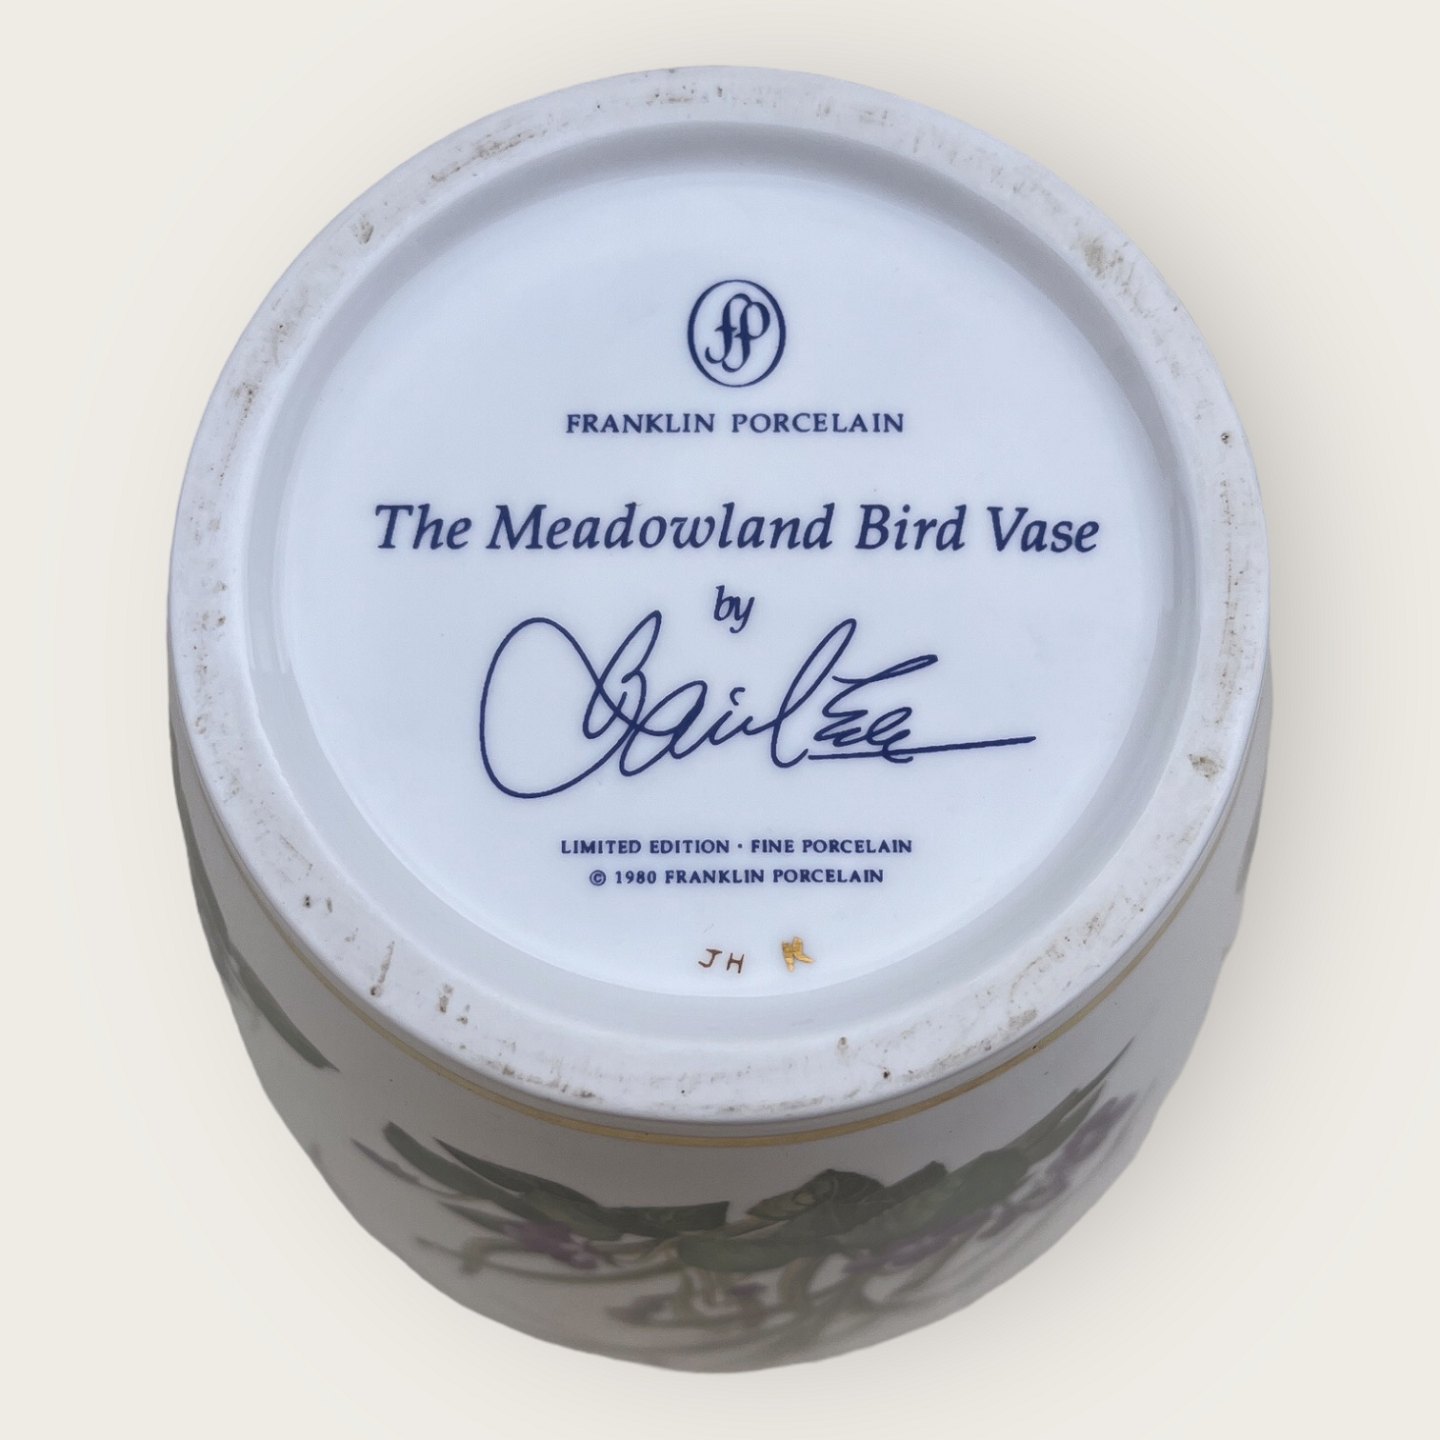 FP
FRANKLIN PORCELAIN
The Meadowland Bird Vase
by
LIMITED EDITION · FINE PORCELAIN
© 1980 FRANKLIN PORCELAIN
JH